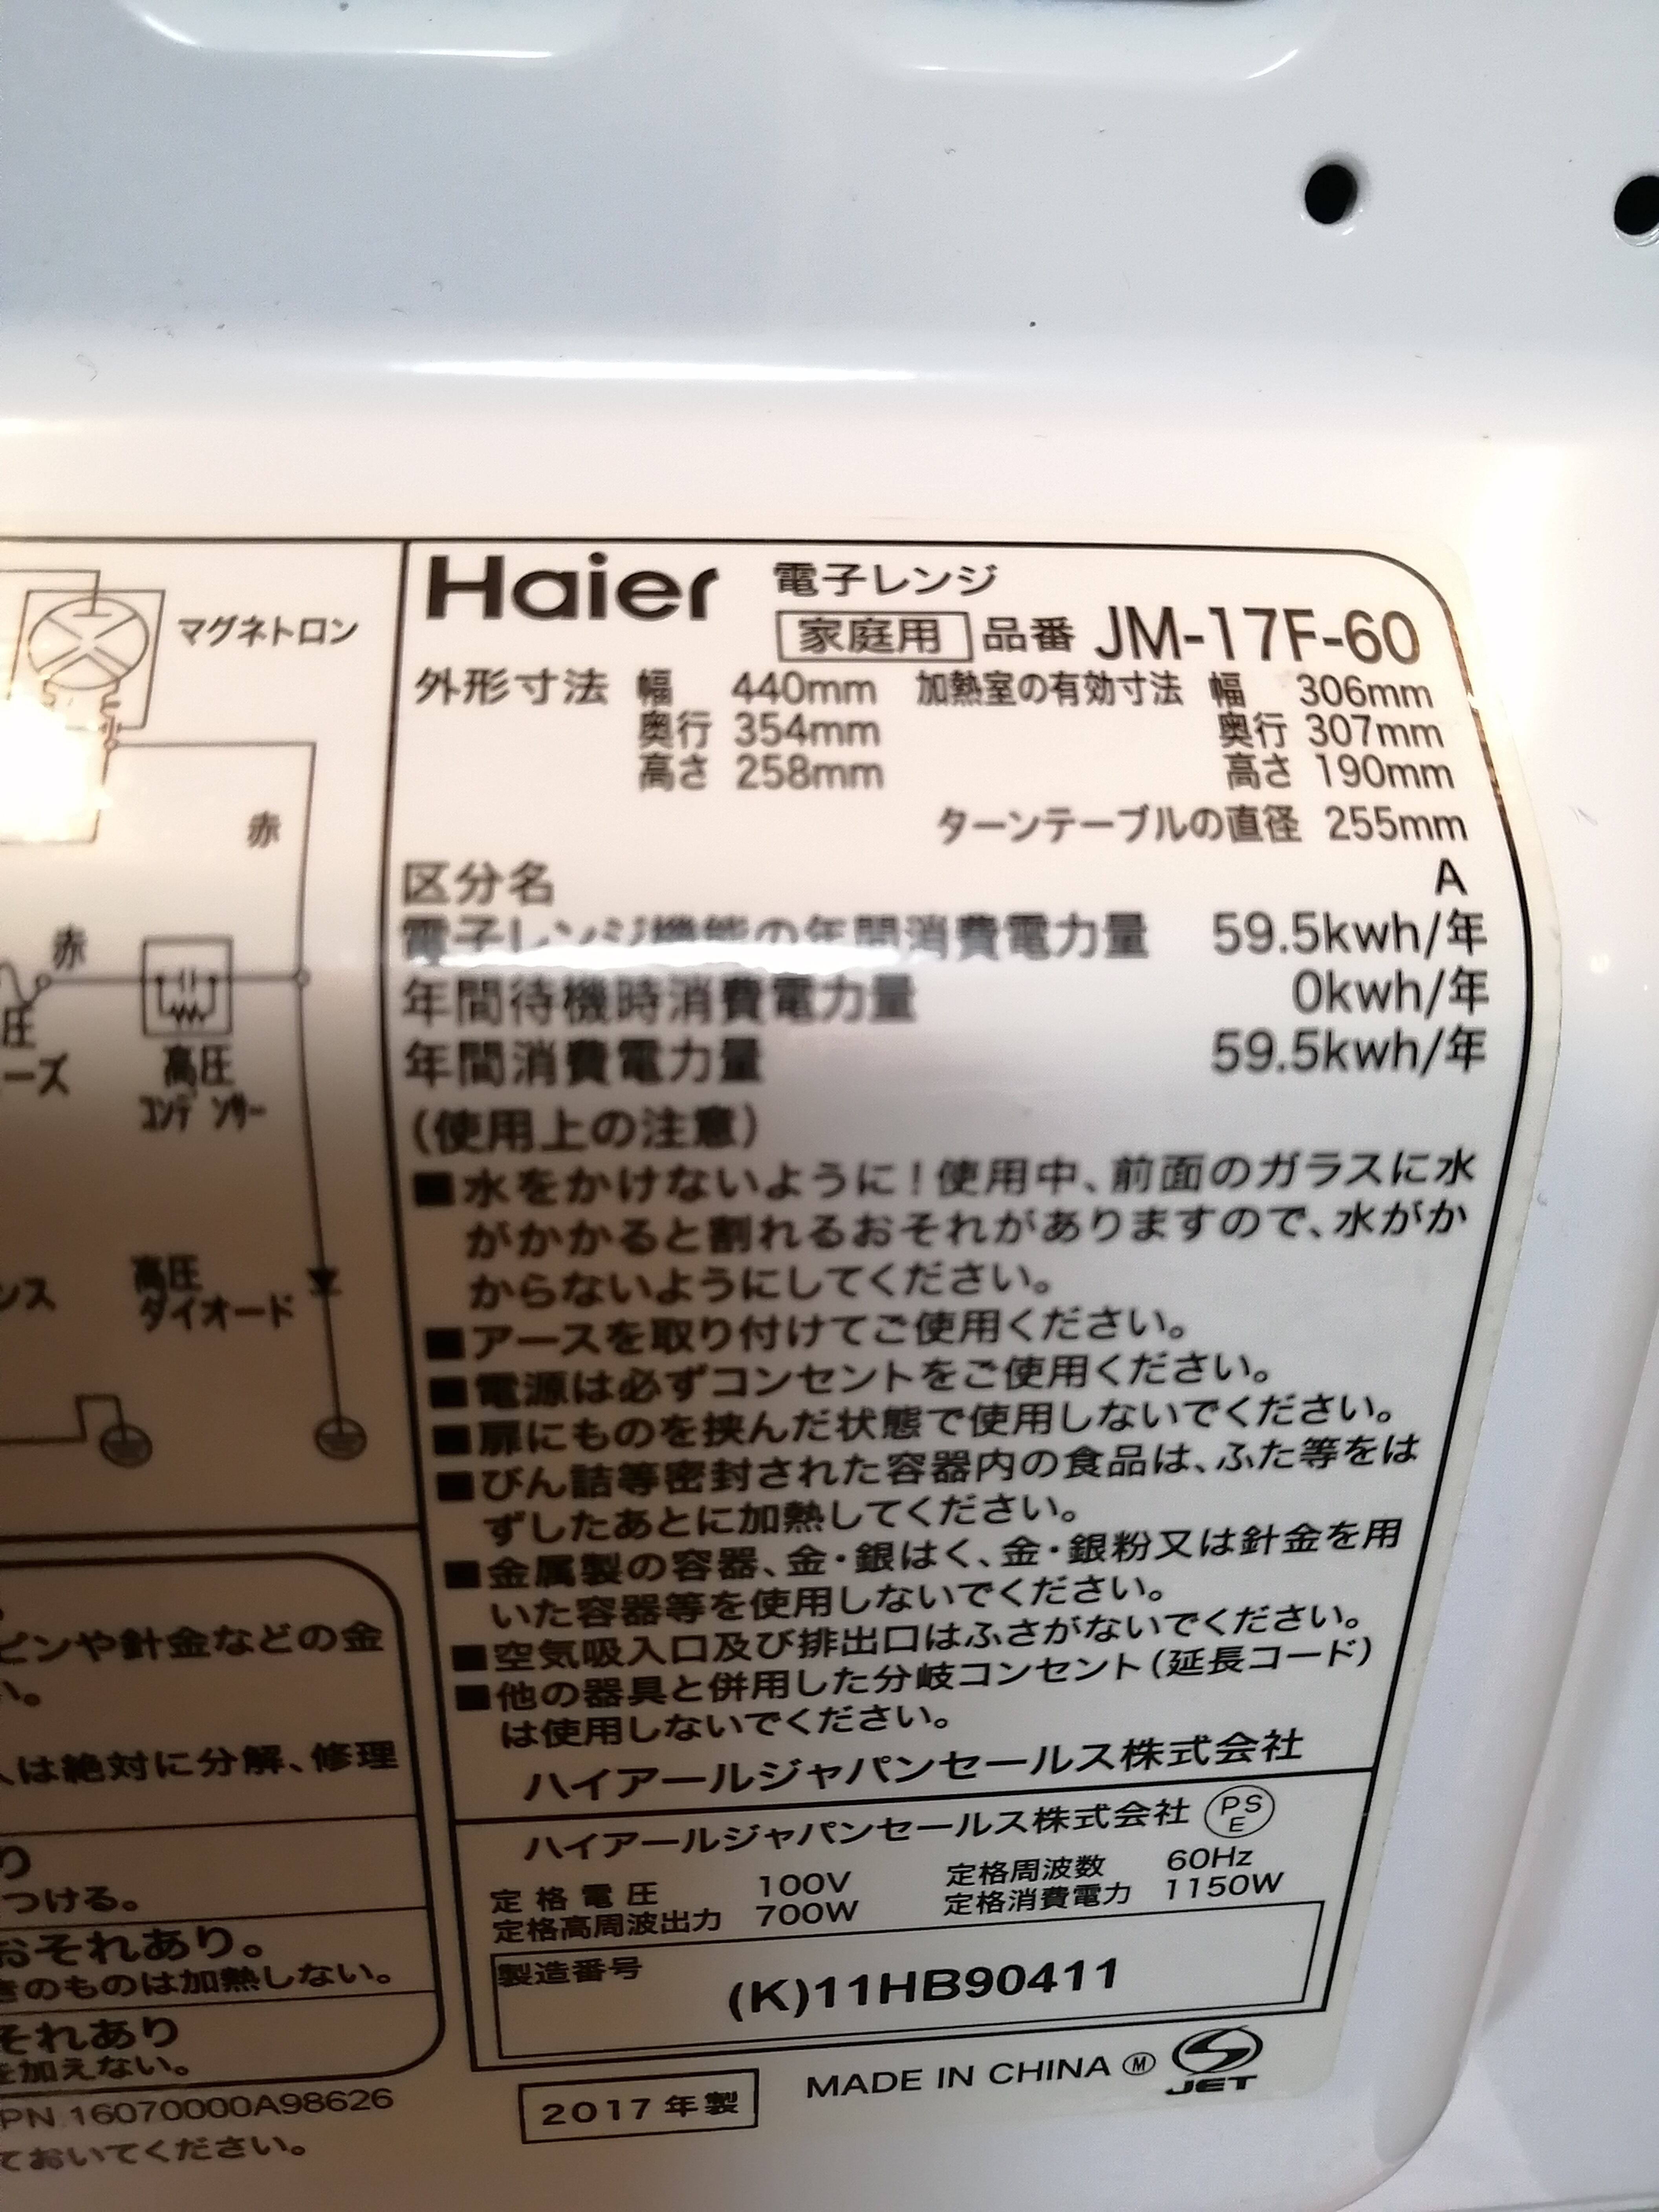 マグネトロン
赤
赤
圧
ーズ
高圧
コンデンサー
高圧
ダイオード
ンス
ピンや針金などの金
い。
は絶対に分解、修理
り
つける。
おそれあり。
きのものは加熱しない。
それあり
を加えない。
PN.16070000A98626
ておいてください。
Haier 電子レンジ
家庭用 品番 JM-17F-60
外形寸法 幅 440mm 加熱室の有効寸法 幅 306mm
奥行 354mm 奥行 307mm
高さ 258mm 高さ 190mm
ターンテーブルの直径 255mm
区分名 A
電子レンジ機能の年間消費電力量 59.5kwh/年
年間待機時消費電力量 0kwh/年
年間消費電力量 59.5kwh/年
(使用上の注意)
■水をかけないように!使用中、前面のガラスに水
がかかると割れるおそれがありますので、水がか
からないようにしてください。
■アースを取り付けてご使用ください。
■電源は必ずコンセントをご使用ください。
■扉にものを挟んだ状態で使用しないでください。
■びん詰等密封された容器内の食品は、ふた等をは
ずしたあとに加熱してください。
■金属製の容器、金・銀はく、金・銀粉又は針金を用
いた容器等を使用しないでください。
■空気吸入口及び排出口はふさがないでください。
■他の器具と併用した分岐コンセント(延長コード)
は使用しないでください。
ハイアールジャパンセールス株式会社
ハイアールジャパンセールス株式会社 PSE
定格電圧 100V 定格周波数 60Hz
定格高周波出力 700W 定格消費電力 1150W
製造番号 (K)11HB90411
2017年製 MADE IN CHINA Ⓜ JET